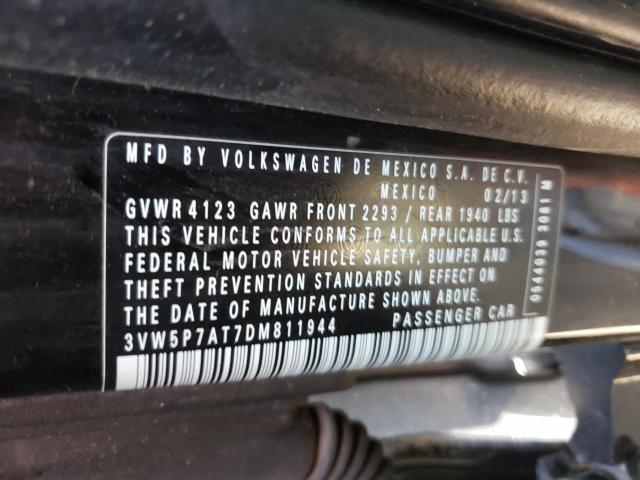 MFD BY VOLKSWAGEN DE MEXICO S.A. DE C.V.
MEXICO 02/13
GVWR 4123 GAWR FRONT 2293 / REAR 1940 LBS
THIS VEHICLE CONFORMS TO ALL APPLICABLE U.S.
FEDERAL MOTOR VEHICLE SAFETY, BUMPER AND
THEFT PREVENTION STANDARDS IN EFFECT ON
THE DATE OF MANUFACTURE SHOWN ABOVE.
3VW5P7AT7DM811944 PASSENGER CAR